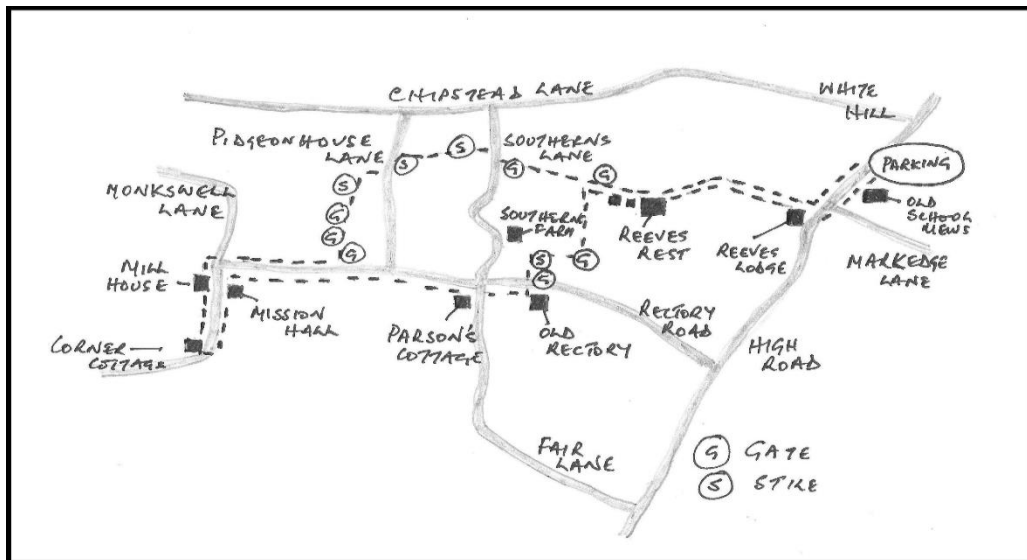 CHIPSTEAD LANE
WHITE
HILL
PIDGEONHOUSE
LANE
S
S
SOUTHERNS
LANE
G
G
PARKING
MONKSWELL
LANE
S
G
G
G
SOUTHERNS
FARM
REEVES
REST
REEVES
LODGE
OLD
SCHOOL
MEWS
MARKEDGE
LANE
S
G
G
MILL
HOUSE
MISSION
HALL
CORNER
COTTAGE
PARSON'S
COTTAGE
OLD
RECTORY
RECTORY
ROAD
HIGH
ROAD
FAIR
LANE
G GATE
S STILE